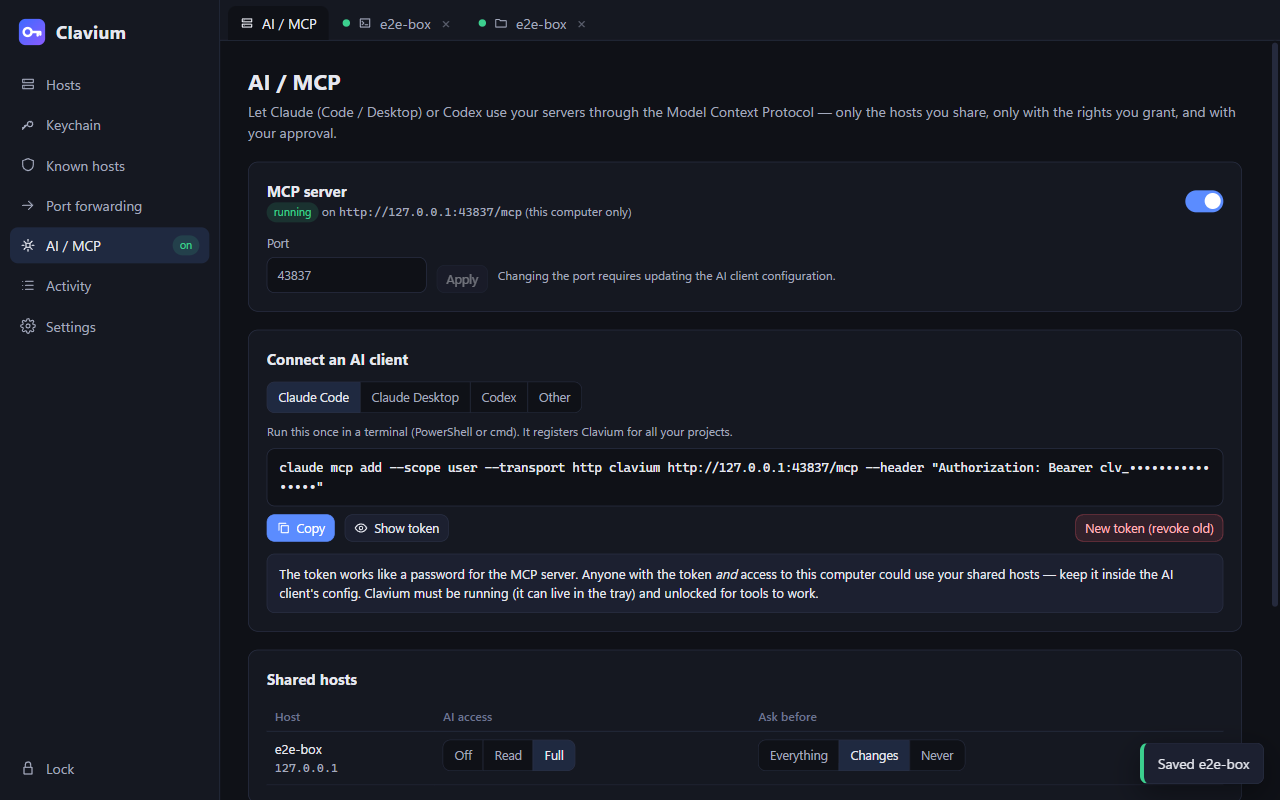 Clavium
Hosts
Keychain
Known hosts
Port forwarding
AI / MCP
on
Activity
Settings
Lock
AI / MCP
e2e-box
e2e-box
AI / MCP
Let Claude (Code / Desktop) or Codex use your servers through the Model Context Protocol — only the hosts you share, only with the rights you grant, and with
your approval.
MCP server
running on http://127.0.0.1:43837/mcp (this computer only)
Port
43837
Apply
Changing the port requires updating the AI client configuration.
Connect an AI client
Claude Code
Claude Desktop
Codex
Other
Run this once in a terminal (PowerShell or cmd). It registers Clavium for all your projects.
claude mcp add --scope user --transport http clavium http://127.0.0.1:43837/mcp --header "Authorization: Bearer clv_•••••••••••
•••••"
Copy
Show token
New token (revoke old)
The token works like a password for the MCP server. Anyone with the token and access to this computer could use your shared hosts — keep it inside the AI
client's config. Clavium must be running (it can live in the tray) and unlocked for tools to work.
Shared hosts
Host
AI access
Ask before
e2e-box
127.0.0.1
Off
Read
Full
Everything
Changes
Never
Saved e2e-box